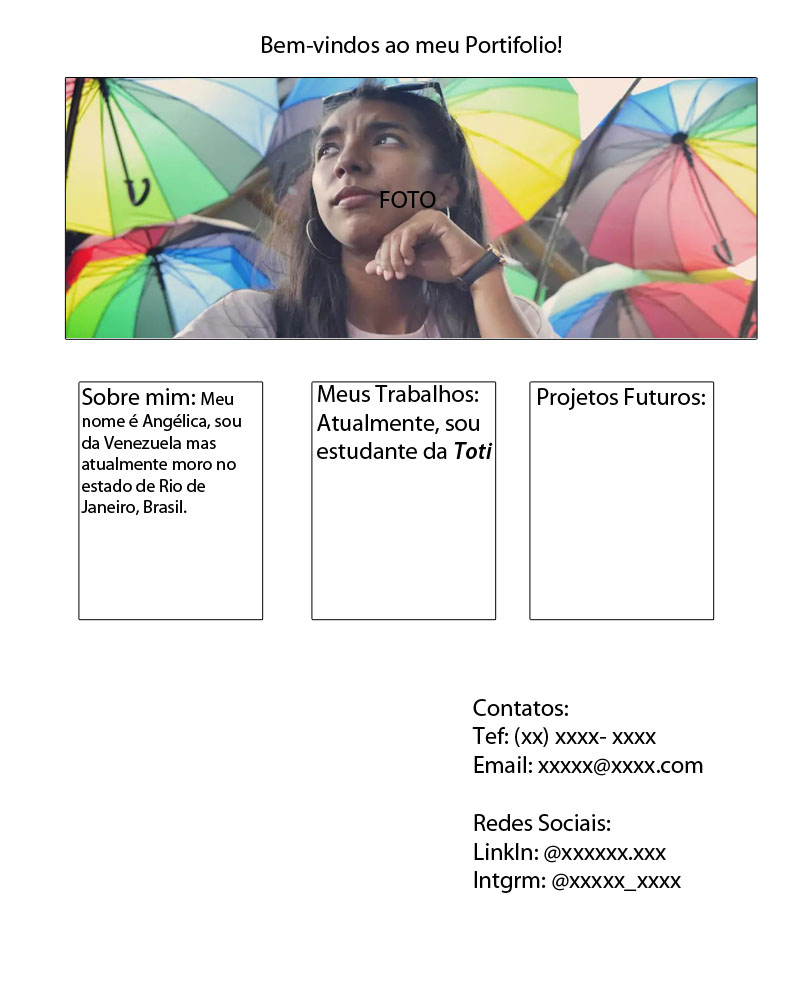 Bem-vindos ao meu Portifolio!
FOTO
Sobre mim: Meu
nome é Angélica, sou
da Venezuela mas
atualmente moro no
estado de Rio de
Janeiro, Brasil.
Meus Trabalhos:
Atualmente, sou
estudante da Toti
Projetos Futuros:
Contatos:
Tef: (xx) xxxx- xxxx
Email: xxxxx@xxxx.com
Redes Sociais:
LinkIn: @xxxxxx.xxx
Intgrm: @xxxxx_xxxx